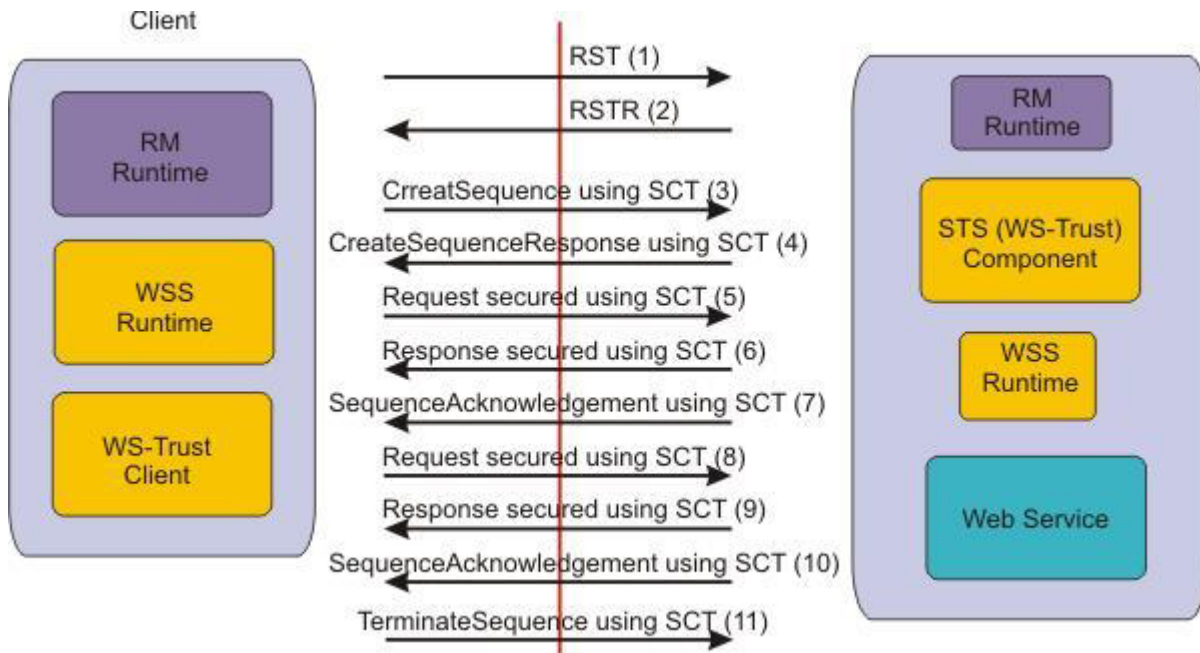 Client
RM
Runtime
WSS
Runtime
WS-Trust
Client
RST (1)
RSTR (2)
CrreatSequence using SCT (3)
CreateSequenceResponse using SCT (4)
Request secured using SCT (5)
Response secured using SCT (6)
SequenceAcknowledgement using SCT (7)
Request secured using SCT (8)
Response secured using SCT (9)
SequenceAcknowledgement using SCT (10)
TerminateSequence using SCT (11)
RM
Runtime
STS (WS-Trust)
Component
WSS
Runtime
Web Service